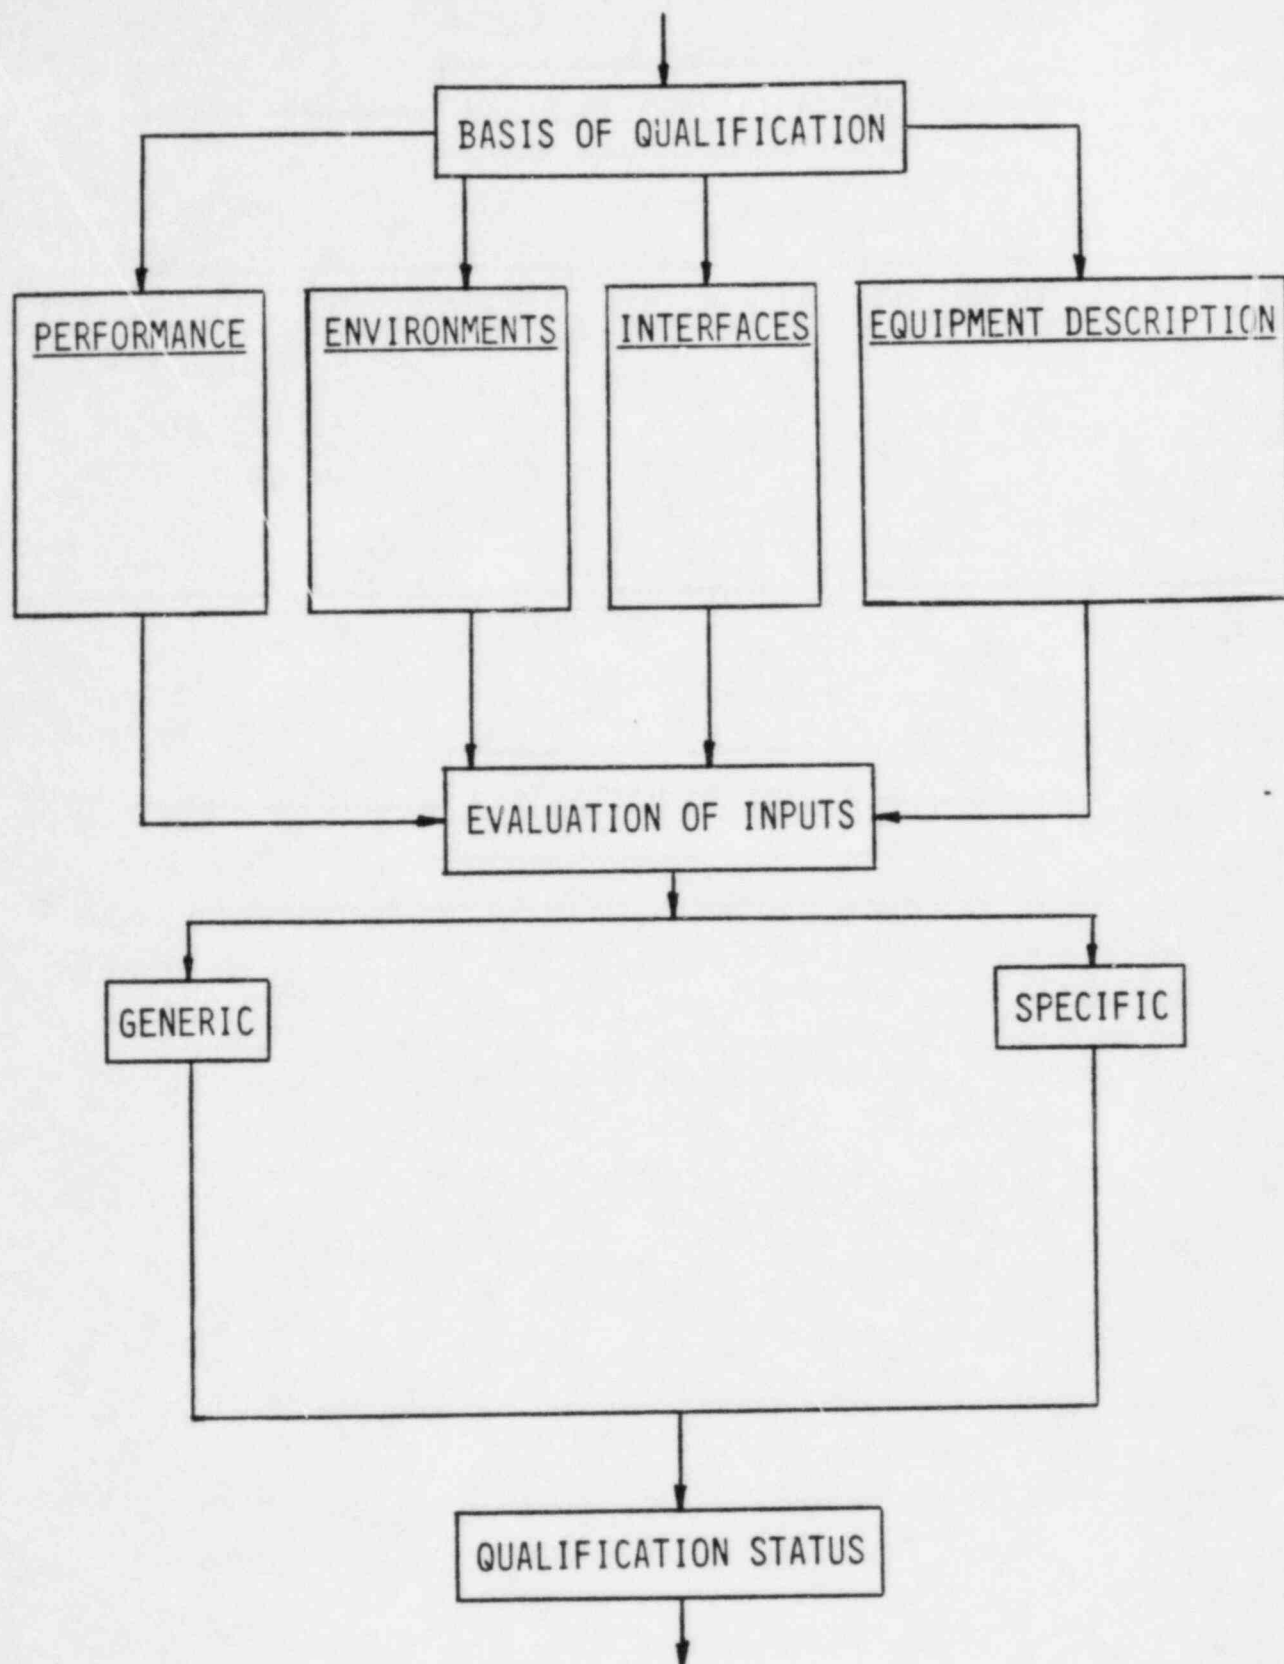 BASIS OF QUALIFICATION
PERFORMANCE
ENVIRONMENTS
INTERFACES
EQUIPMENT DESCRIPTION
EVALUATION OF INPUTS
GENERIC
SPECIFIC
QUALIFICATION STATUS